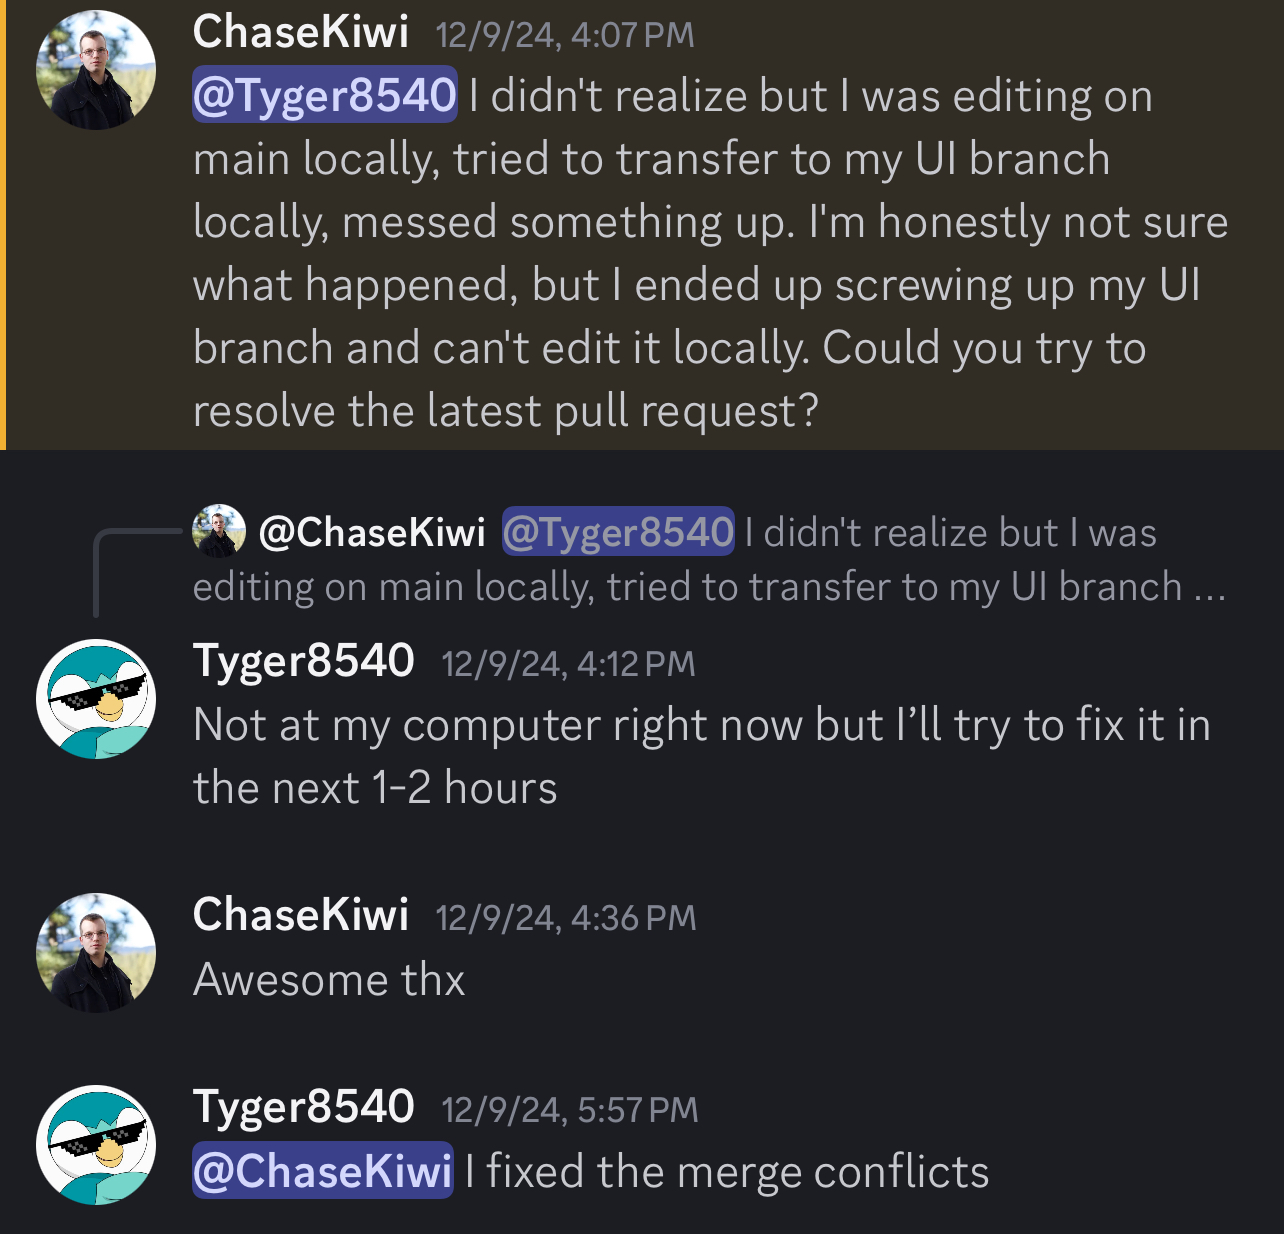 ChaseKiwi 12/9/24, 4:07 PM
@Tyger8540 I didn't realize but I was editing on
main locally, tried to transfer to my UI branch
locally, messed something up. I'm honestly not sure
what happened, but I ended up screwing up my UI
branch and can't edit it locally. Could you try to
resolve the latest pull request?
@ChaseKiwi @Tyger8540 I didn't realize but I was
editing on main locally, tried to transfer to my UI branch ...
Tyger8540 12/9/24, 4:12 PM
Not at my computer right now but I’ll try to fix it in
the next 1-2 hours
ChaseKiwi 12/9/24, 4:36 PM
Awesome thx
Tyger8540 12/9/24, 5:57 PM
@ChaseKiwi I fixed the merge conflicts